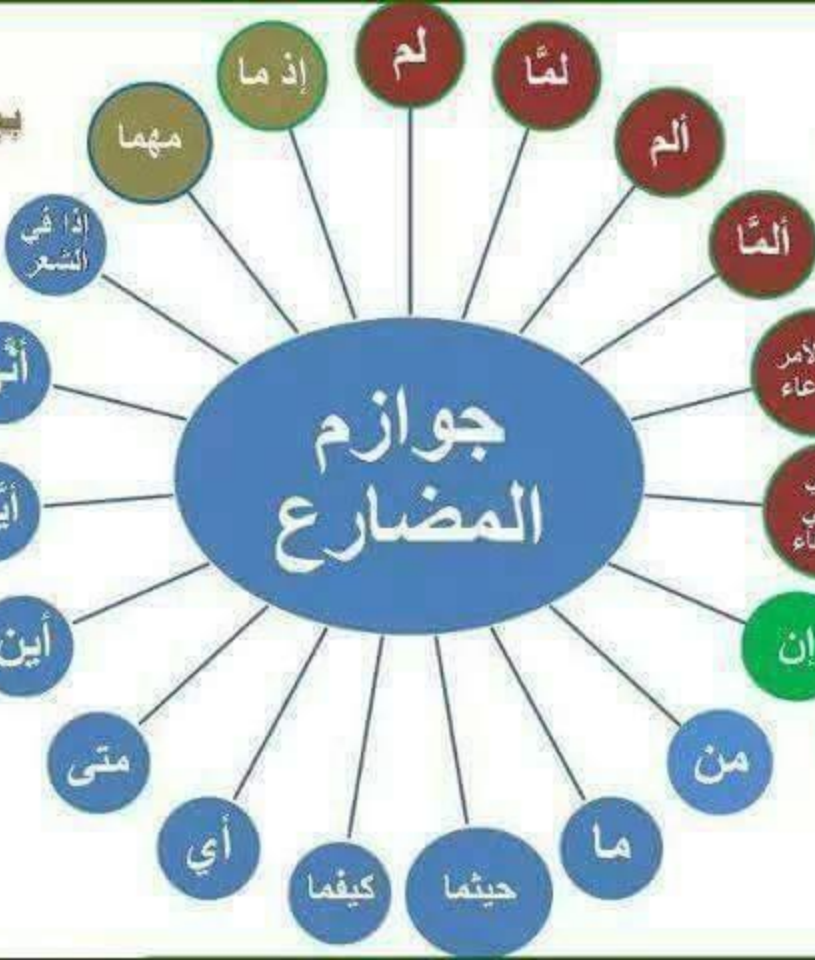 جوازم
المضارع
لم
لمَّا
ألم
ألمَّا
إن
من
ما
حيثما
كيفما
أي
متى
أين
إذا في
الشعر
مهما
إذ ما